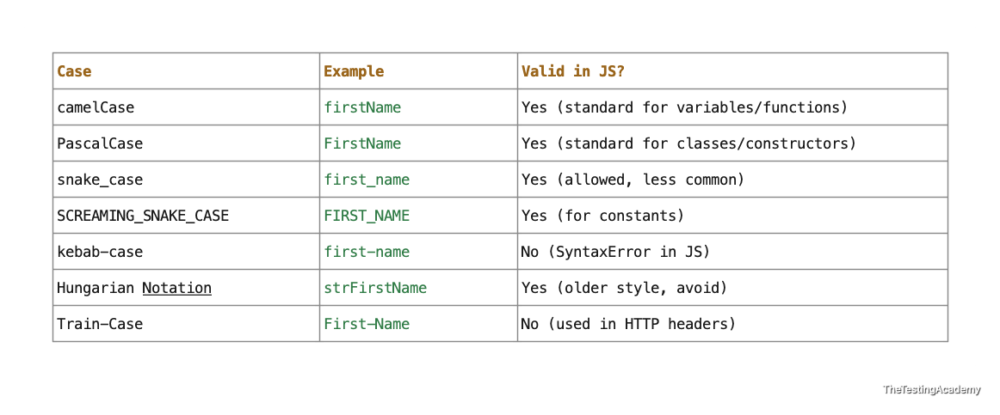 Case Example Valid in JS?
camelCase firstName Yes (standard for variables/functions)
PascalCase FirstName Yes (standard for classes/constructors)
snake_case first_name Yes (allowed, less common)
SCREAMING_SNAKE_CASE FIRST_NAME Yes (for constants)
kebab-case first-name No (SyntaxError in JS)
Hungarian Notation strFirstName Yes (older style, avoid)
Train-Case First-Name No (used in HTTP headers)
TheTestingAcademy